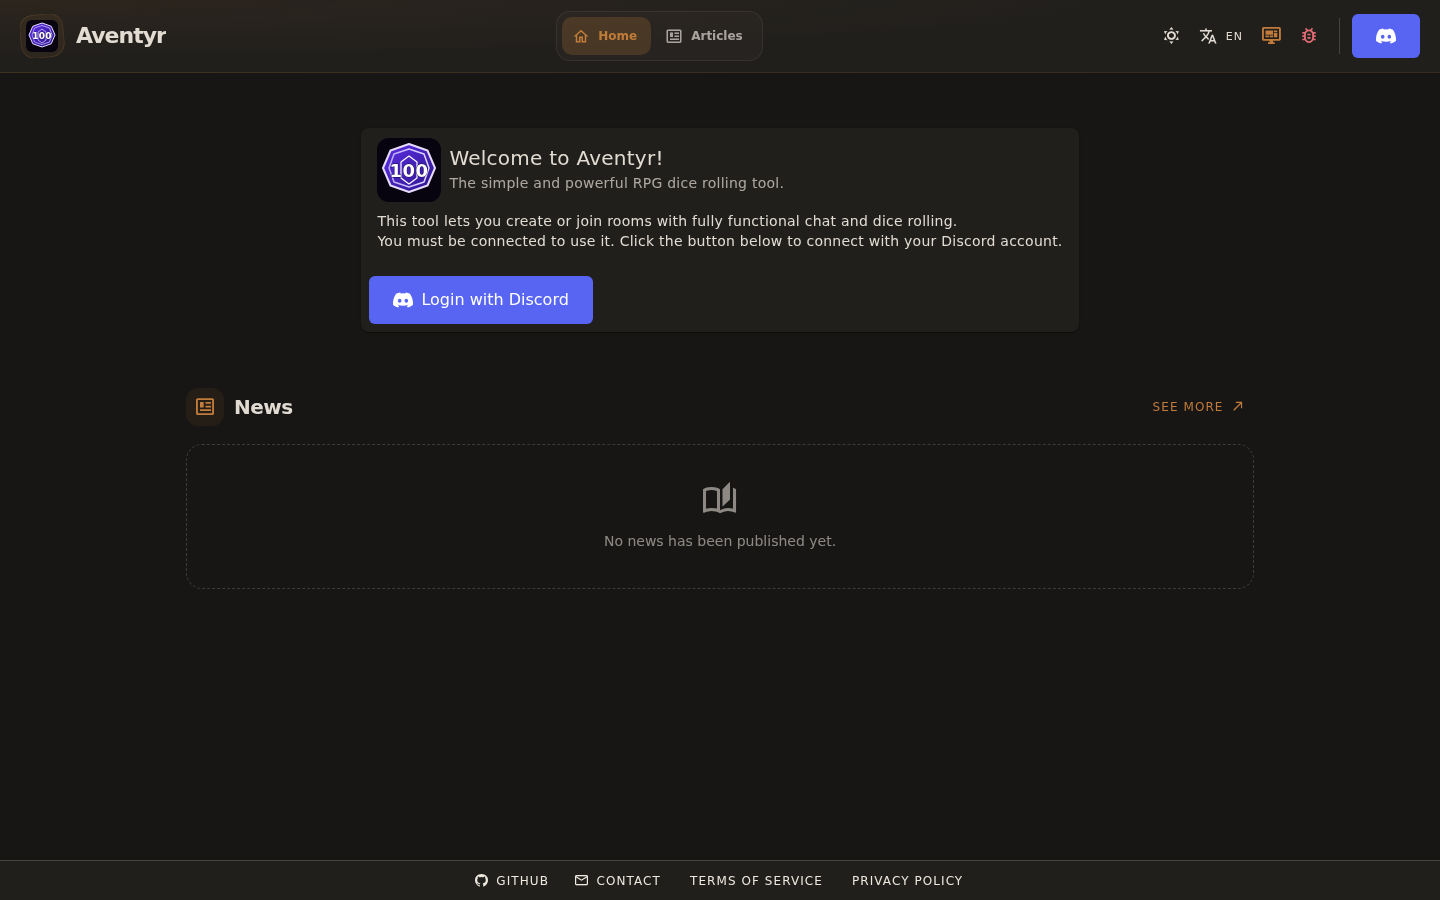 100
Aventyr
Home
Articles
EN
100
Welcome to Aventyr!
The simple and powerful RPG dice rolling tool.
This tool lets you create or join rooms with fully functional chat and dice rolling.
You must be connected to use it. Click the button below to connect with your Discord account.
Login with Discord
News
SEE MORE
No news has been published yet.
GITHUB
CONTACT
TERMS OF SERVICE
PRIVACY POLICY